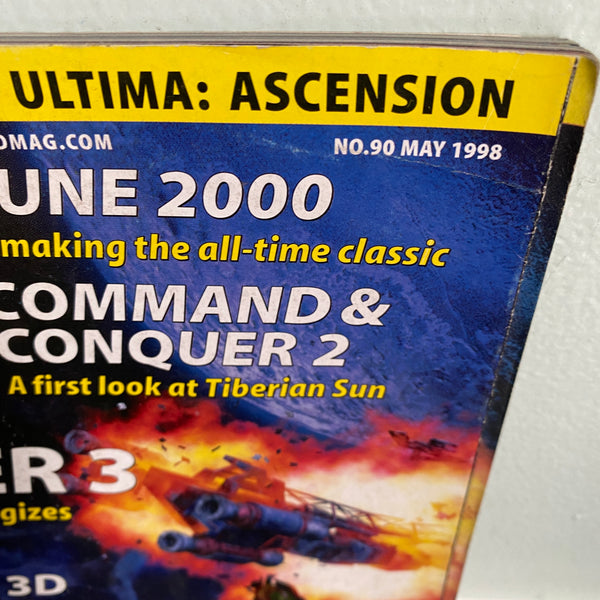 ULTIMA: ASCENSION
OMAG.COM
NO.90 MAY 1998
UNE 2000
making the all-time classic
COMMAND &
CONQUER 2
A first look at Tiberian Sun
ER 3
gizes
3D